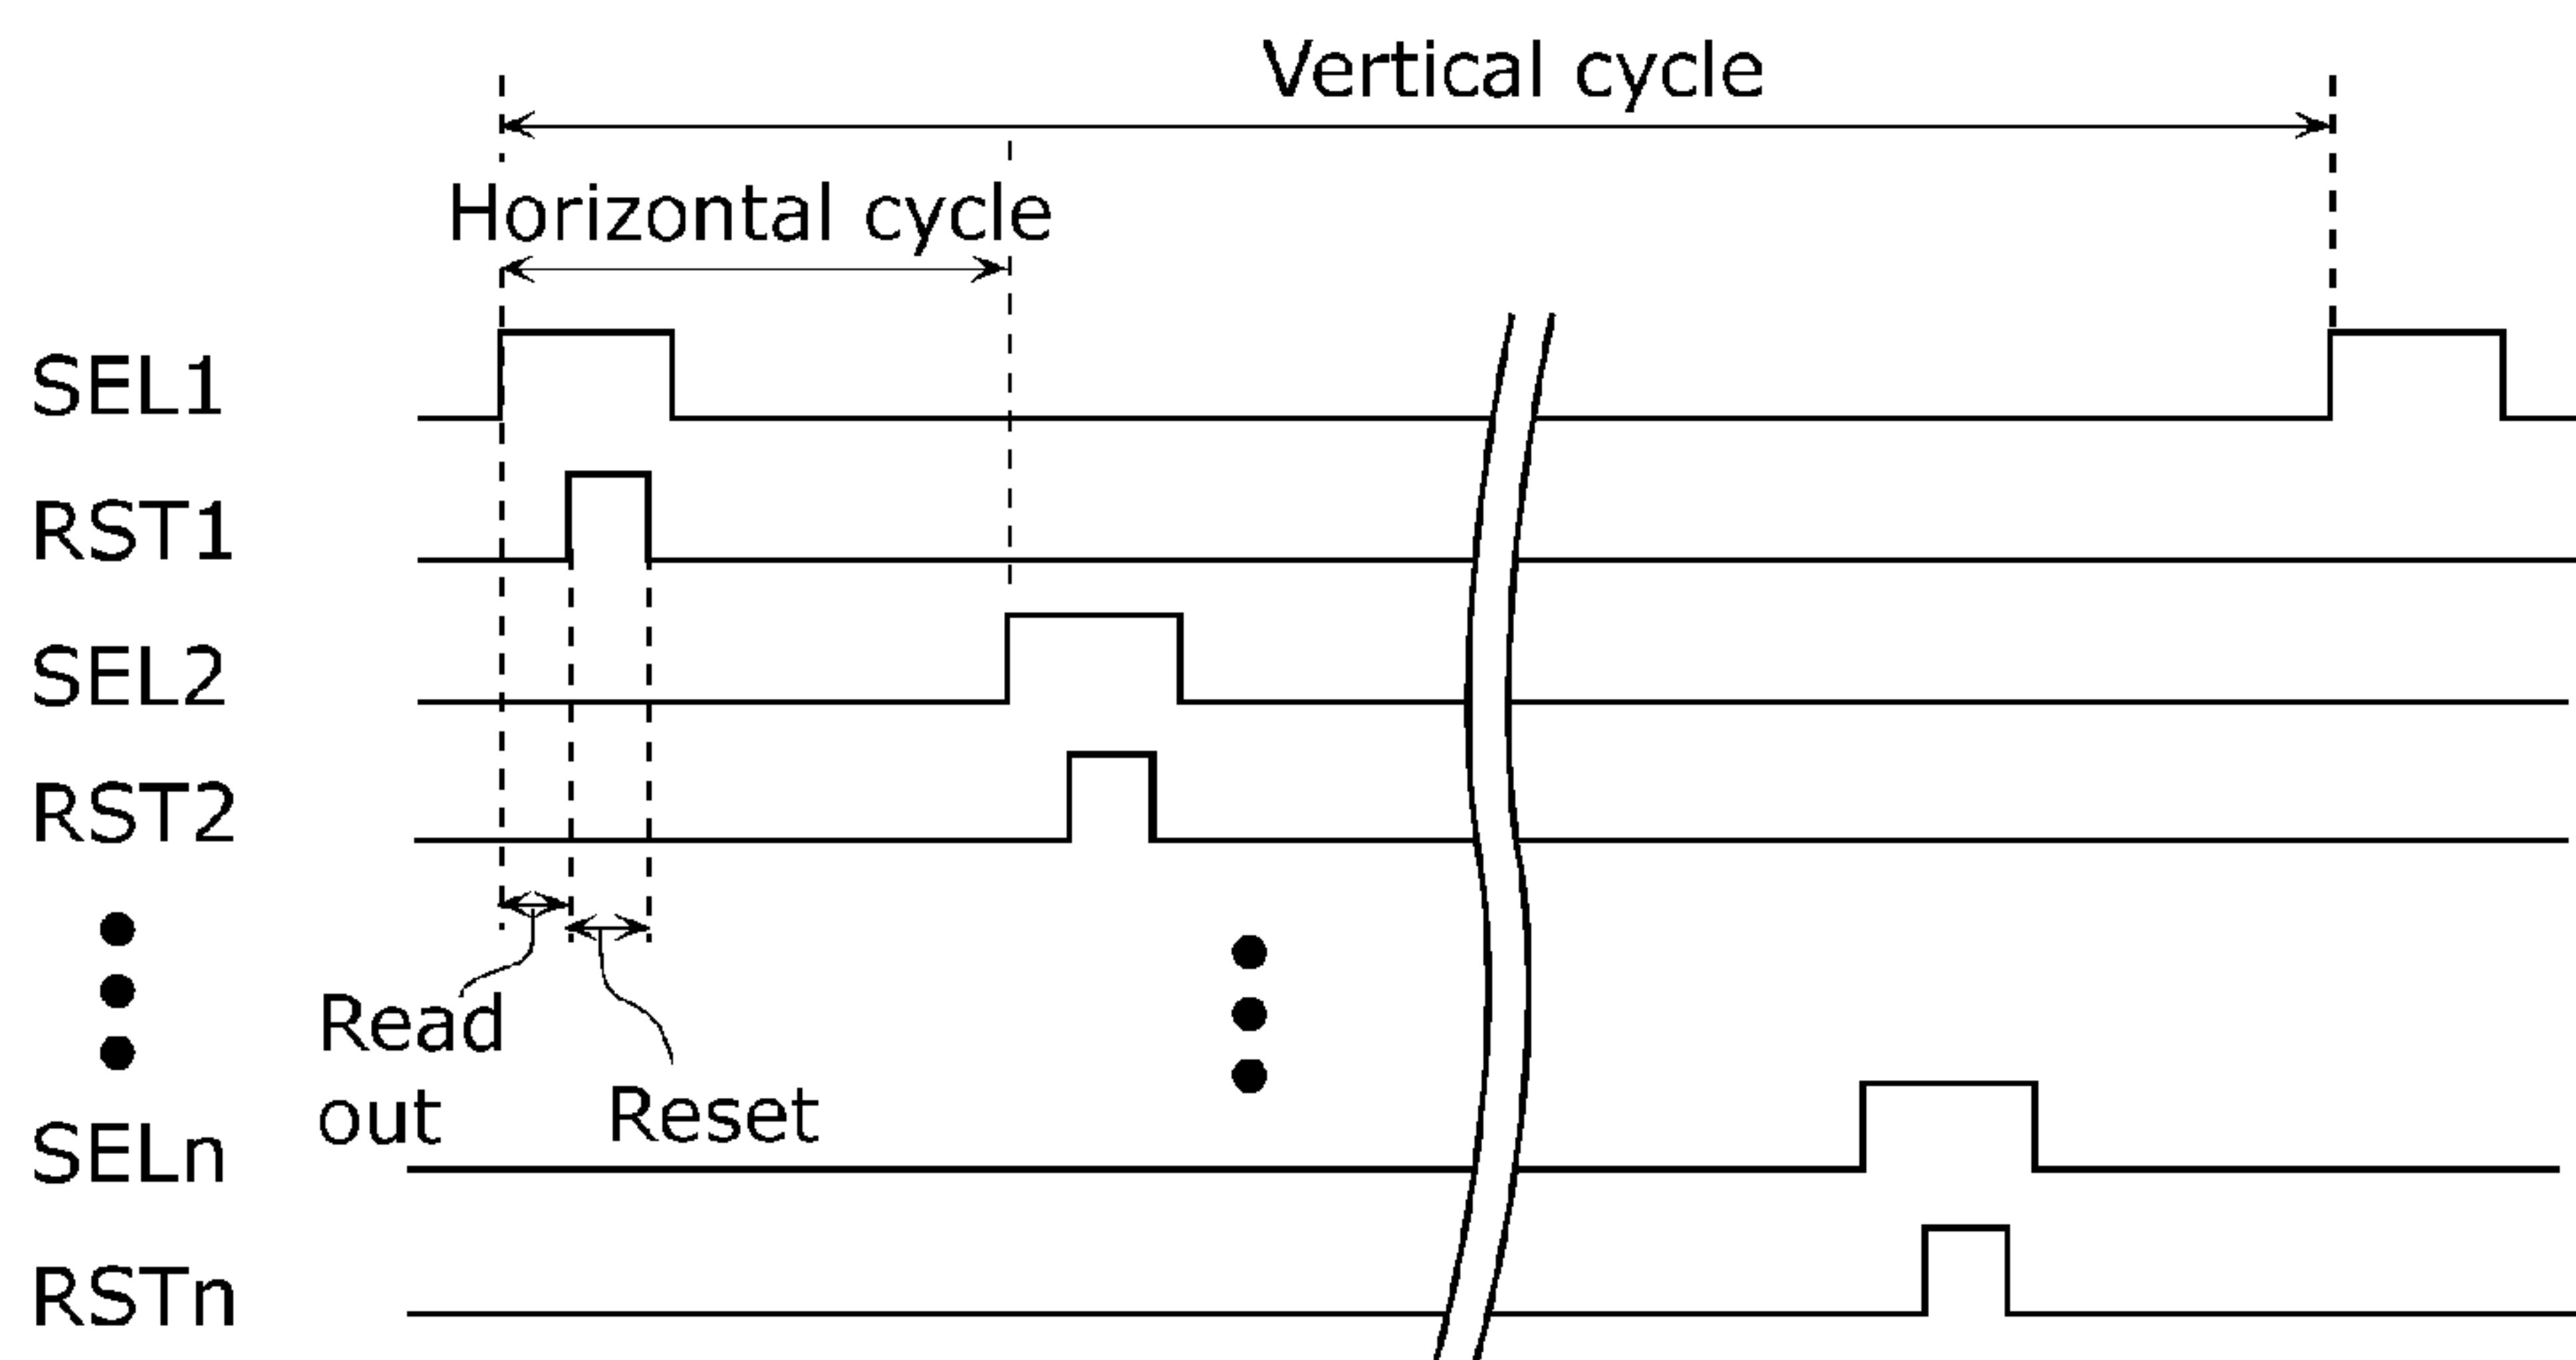 Vertical cycle
Horizontal cycle
SEL1
RST1
SEL2
RST2
Read
out
Reset
SELn
RSTn